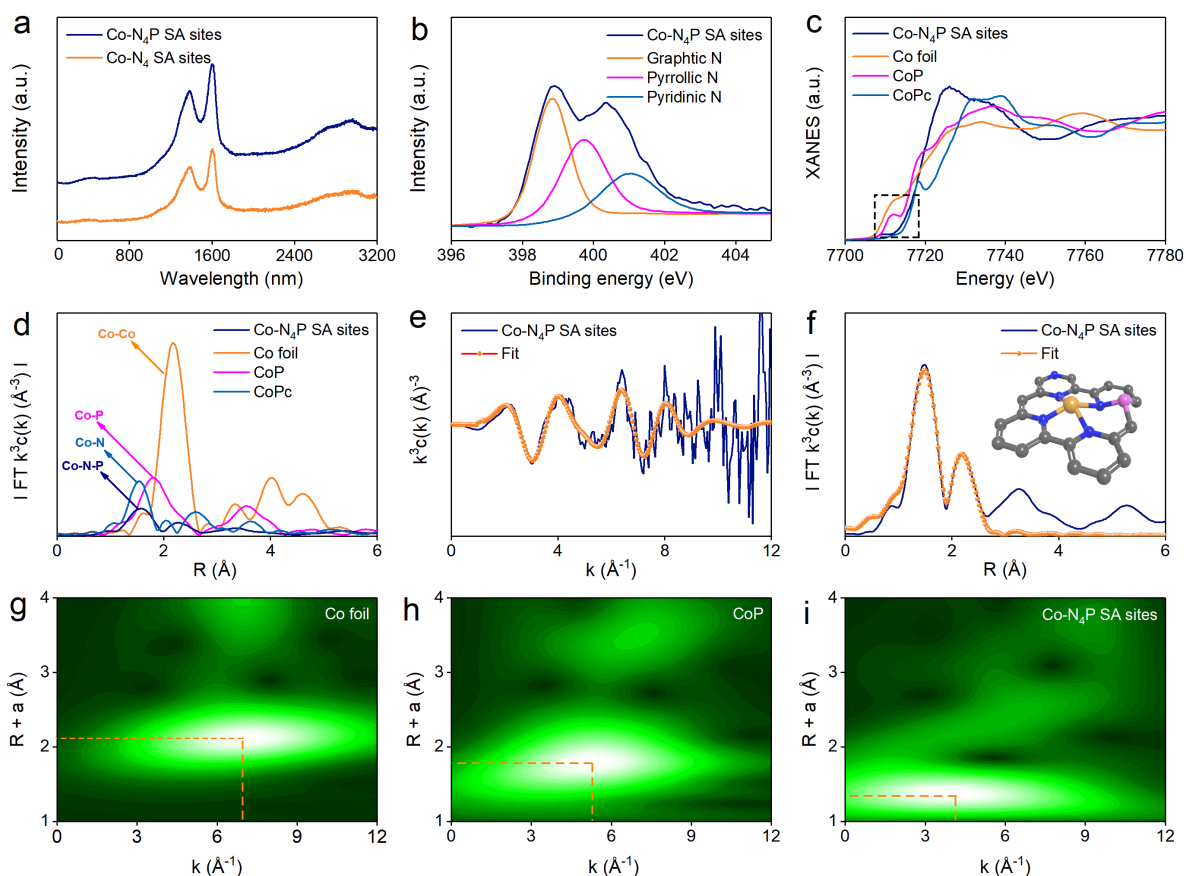 a
Co-N₄P SA sites
Co-N₄ SA sites
Intensity (a.u.)
0 800 1600 2400 3200
Wavelength (nm)
b
Co-N₄P SA sites
Graphtic N
Pyrrollic N
Pyridinic N
Intensity (a.u.)
396 398 400 402 404
Binding energy (eV)
c
Co-N₄P SA sites
Co foil
CoP
CoPc
XANES (a.u.)
7700 7720 7740 7760 7780
Energy (eV)
d
Co-N₄P SA sites
Co foil
CoP
CoPc
Co-Co
Co-P
Co-N
Co-N-P
I FT k³c(k) (Å⁻³) I
0 2 4 6
R (Å)
e
Co-N₄P SA sites
Fit
k³c(k) (Å)⁻³
0 4 8 12
k (Å⁻¹)
f
Co-N₄P SA sites
Fit
I FT k³c(k) (Å⁻³) I
0 2 4 6
R (Å)
g
Co foil
R + a (Å)
4
3
2
1
0 3 6 9 12
k (Å⁻¹)
h
CoP
R + a (Å)
4
3
2
1
0 3 6 9 12
k (Å⁻¹)
i
Co-N₄P SA sites
R + a (Å)
4
3
2
1
0 3 6 9 12
k (Å⁻¹)